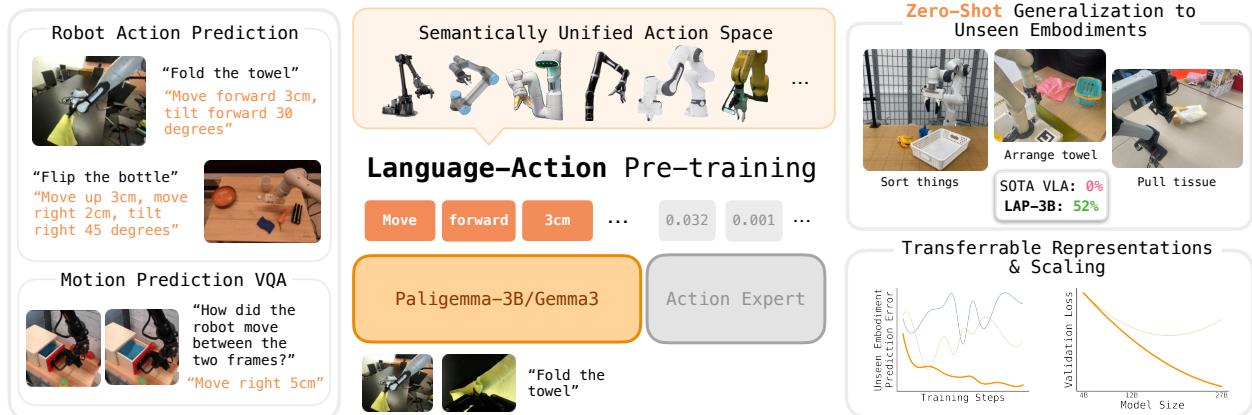 Robot Action Prediction
“Fold the towel”
“Move forward 3cm,
tilt forward 30
degrees”
“Flip the bottle”
“Move up 3cm, move
right 2cm, tilt
right 45 degrees”
Motion Prediction VQA
“How did the
robot move
between the
two frames?”
“Move right 5cm”
Semantically Unified Action Space
...
Language-Action Pre-training
Move forward 3cm ... 0.032 0.001 ...
Paligemma-3B/Gemma3
Action Expert
“Fold the
towel”
Zero-Shot Generalization to
Unseen Embodiments
Sort things
Arrange towel
Pull tissue
SOTA VLA: 0%
LAP-3B: 52%
Transferrable Representations
& Scaling
Unseen Embodiment
Prediction Error
Training Steps
Validation Loss
4B 12B 27B
Model Size